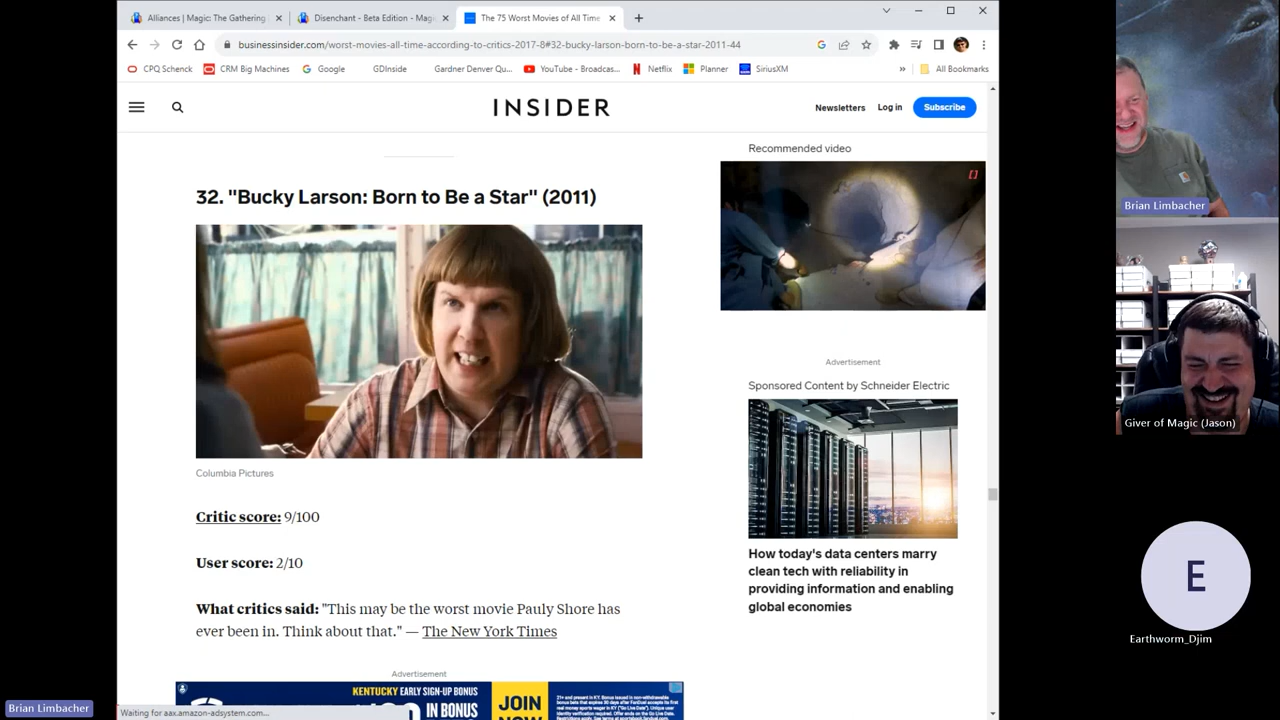 Alliances | Magic: The Gathering
Disenchant - Beta Edition - Magi
The 75 Worst Movies of All Time
businessinsider.com/worst-movies-all-time-according-to-critics-2017-8#32-bucky-larson-born-to-be-a-star-2011-44
CPQ Schenck
CRM Big Machines
Google
GDInside
Gardner Denver Qu...
YouTube - Broadcas...
Netflix
Planner
SiriusXM
»
All Bookmarks
INSIDER
Newsletters
Log in
Subscribe
32. "Bucky Larson: Born to Be a Star" (2011)
Columbia Pictures
Critic score: 9/100
User score: 2/10
What critics said: "This may be the worst movie Pauly Shore has
ever been in. Think about that." — The New York Times
Advertisement
KENTUCKY EARLY SIGN-UP BONUS
IN BONUS
JOIN
NOW
Waiting for aax.amazon-adsystem.com...
Recommended video
Advertisement
Sponsored Content by Schneider Electric
How today's data centers marry
clean tech with reliability in
providing information and enabling
global economies
Brian Limbacher
Giver of Magic (Jason)
E
Earthworm_Djim
Brian Limbacher